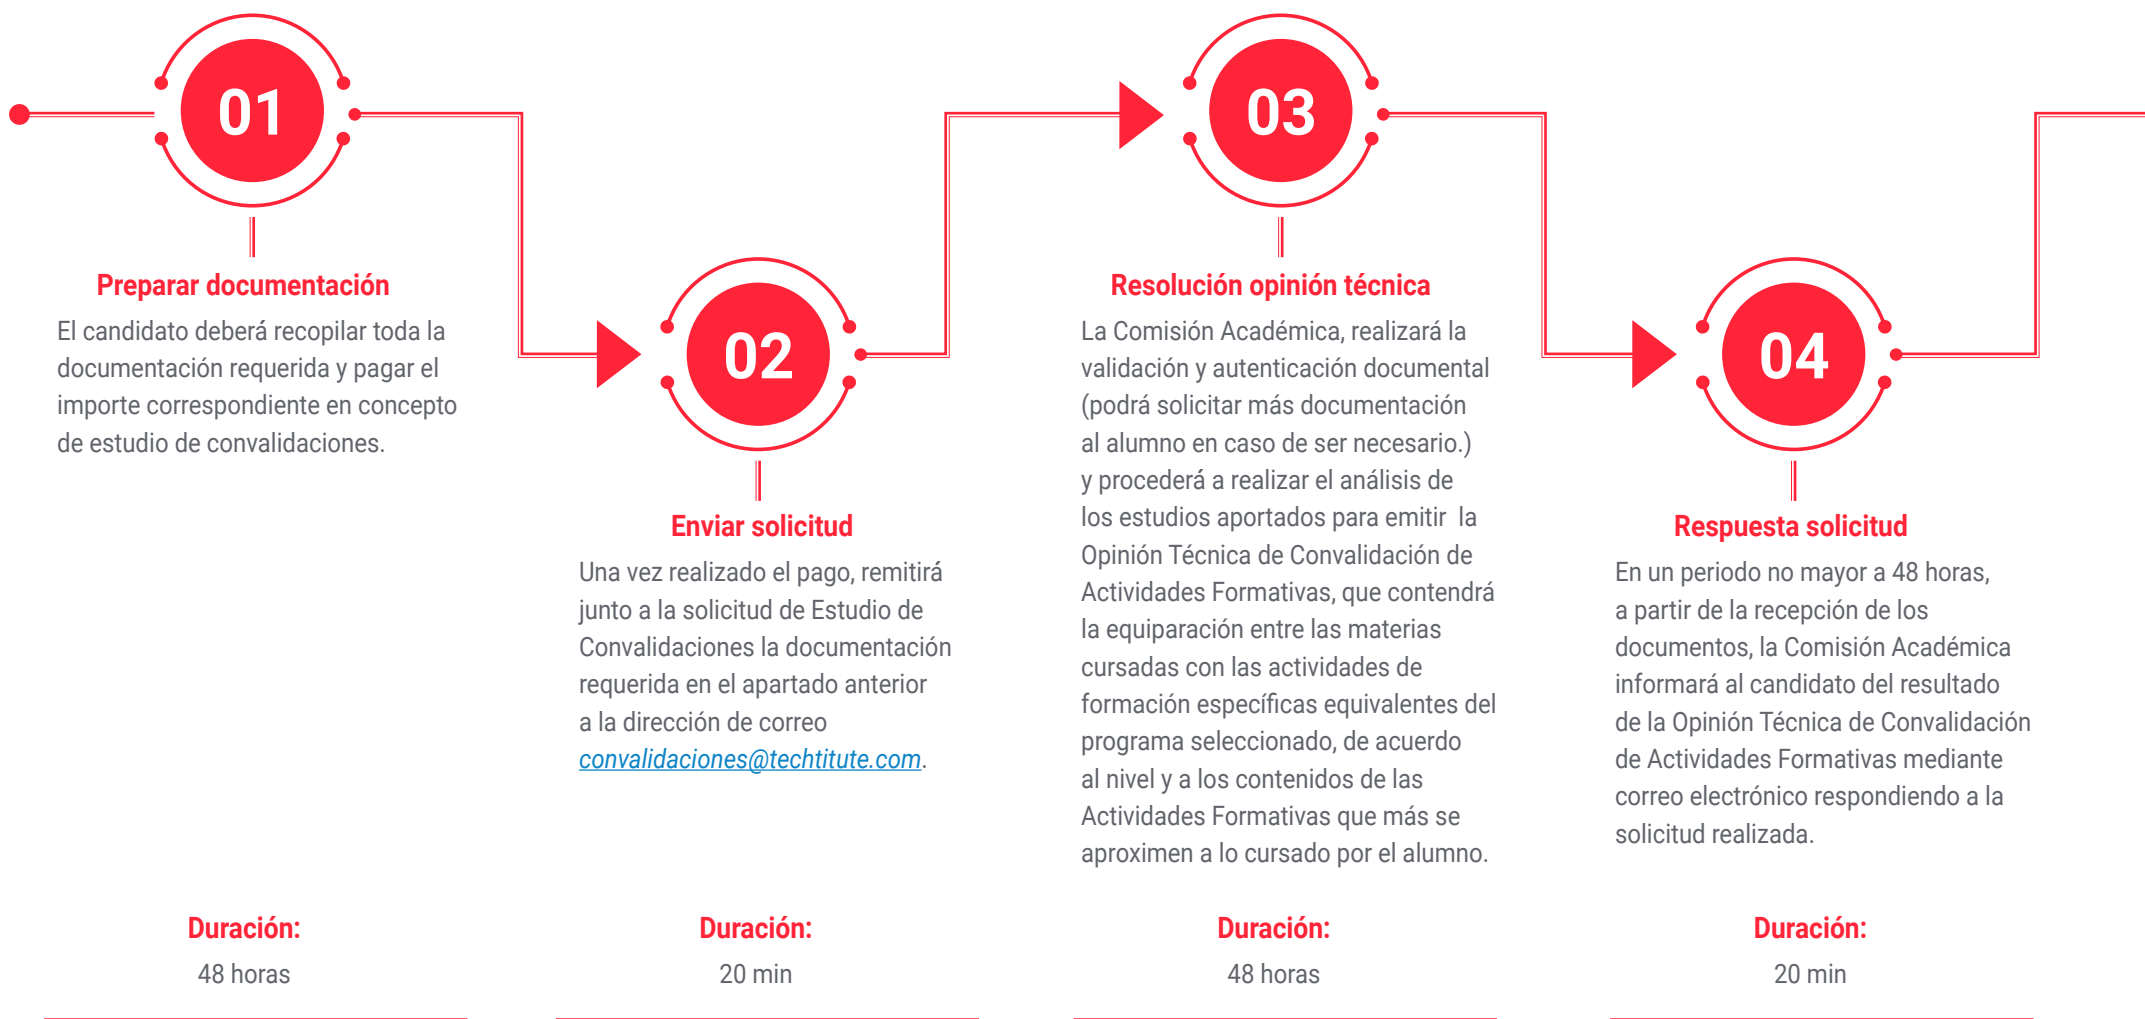 01
Preparar documentación
El candidato deberá recopilar toda la
documentación requerida y pagar el
importe correspondiente en concepto
de estudio de convalidaciones.
Duración:
48 horas
02
Enviar solicitud
Una vez realizado el pago, remitirá
junto a la solicitud de Estudio de
Convalidaciones la documentación
requerida en el apartado anterior
a la dirección de correo
convalidaciones@techtitute.com.
Duración:
20 min
03
Resolución opinión técnica
La Comisión Académica, realizará la
validación y autenticación documental
(podrá solicitar más documentación
al alumno en caso de ser necesario.)
y procederá a realizar el análisis de
los estudios aportados para emitir  la
Opinión Técnica de Convalidación de
Actividades Formativas, que contendrá
la equiparación entre las materias
cursadas con las actividades de
formación específicas equivalentes del
programa seleccionado, de acuerdo
al nivel y a los contenidos de las
Actividades Formativas que más se
aproximen a lo cursado por el alumno.
Duración:
48 horas
04
Respuesta solicitud
En un periodo no mayor a 48 horas,
a partir de la recepción de los
documentos, la Comisión Académica
informará al candidato del resultado
de la Opinión Técnica de Convalidación
de Actividades Formativas mediante
correo electrónico respondiendo a la
solicitud realizada.
Duración:
20 min